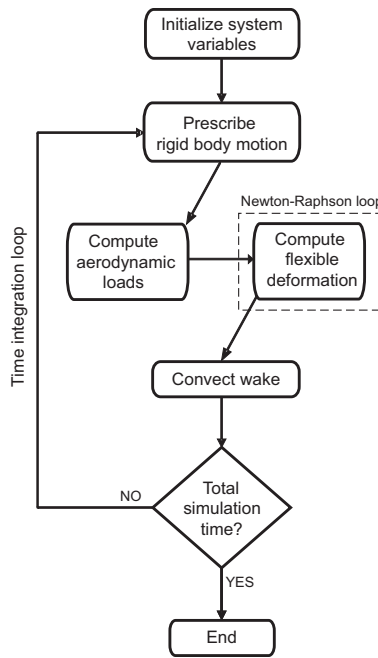 Initialize system
variables
Prescribe
rigid body motion
Newton-Raphson loop
Compute
aerodynamic
loads
Compute
flexible
deformation
Time integration loop
Convect wake
NO
Total
simulation
time?
YES
End